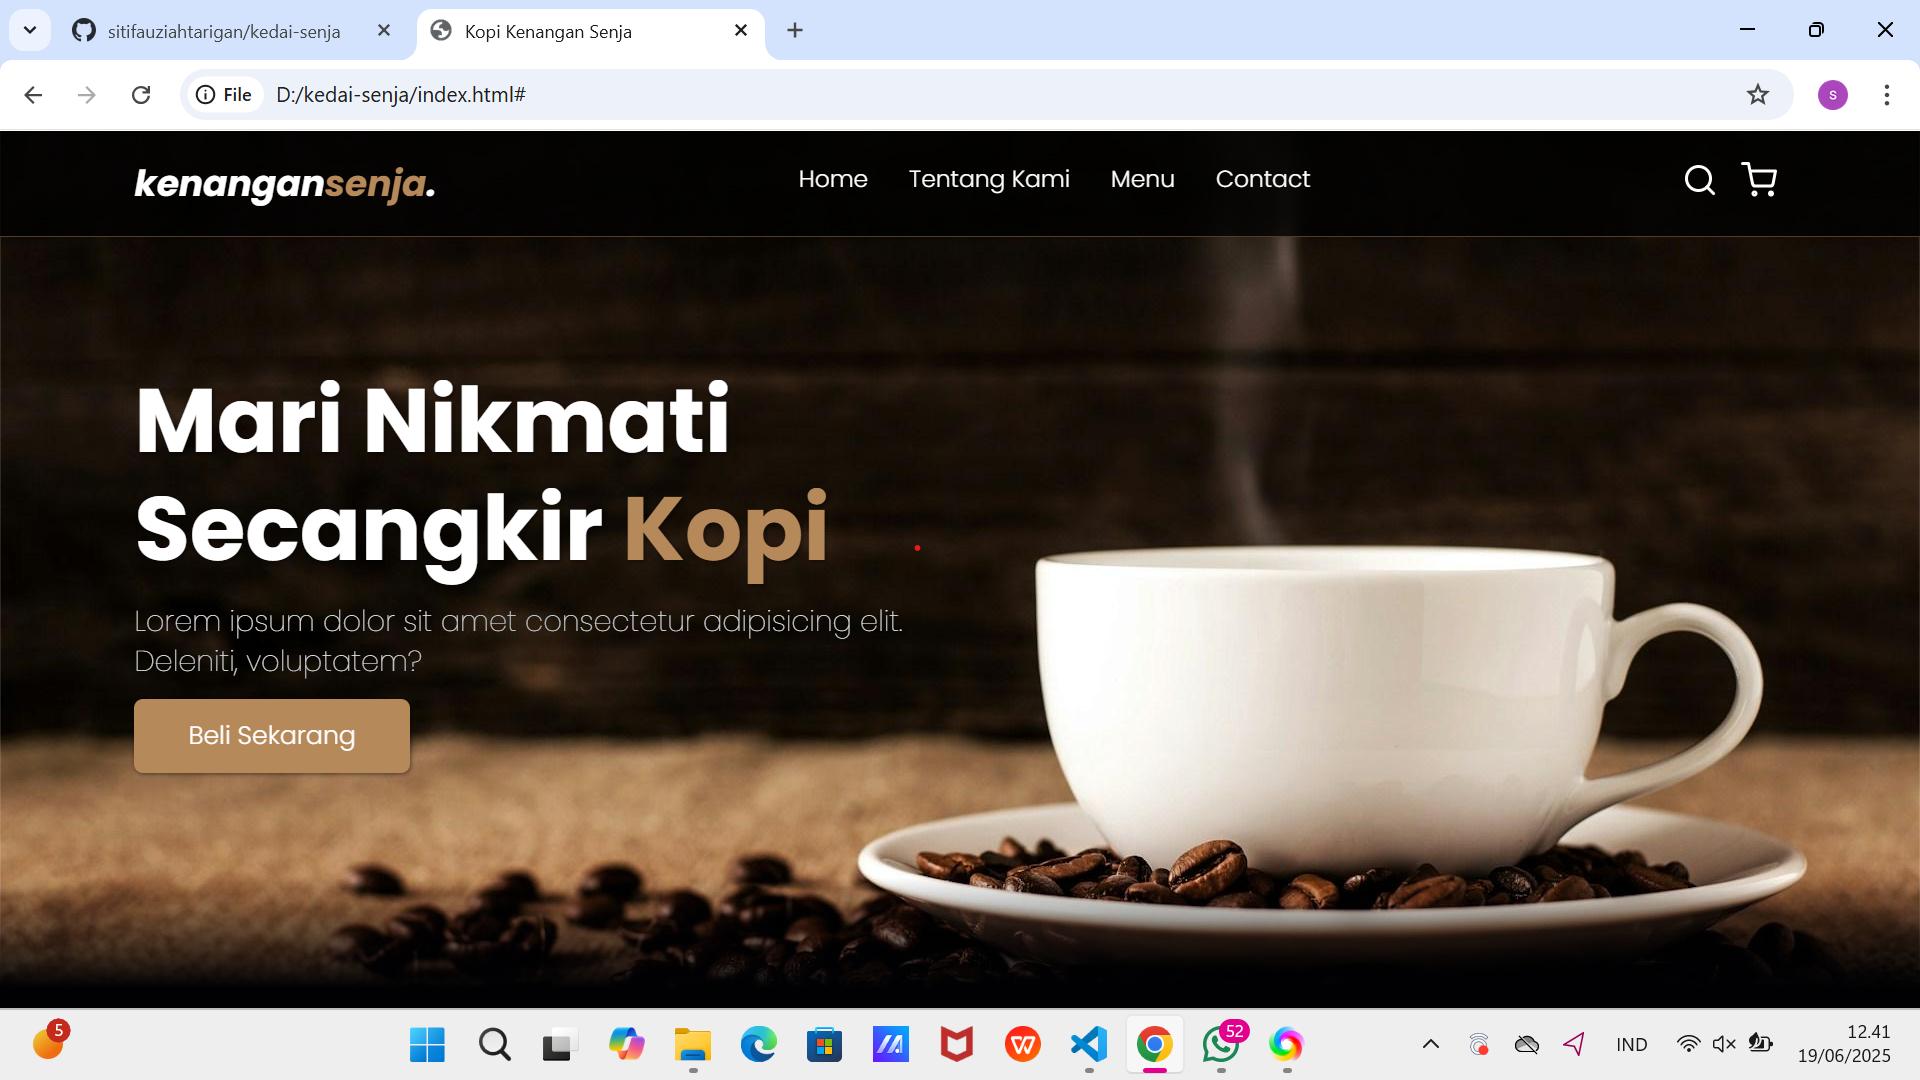 sitifauziahtarigan/kedai-senja
Kopi Kenangan Senja
File
D:/kedai-senja/index.html#
s
kenangansenja.
Home
Tentang Kami
Menu
Contact
Mari Nikmati
Secangkir Kopi
Lorem ipsum dolor sit amet consectetur adipisicing elit.
Deleniti, voluptatem?
Beli Sekarang
5
52
IND
12.41
19/06/2025